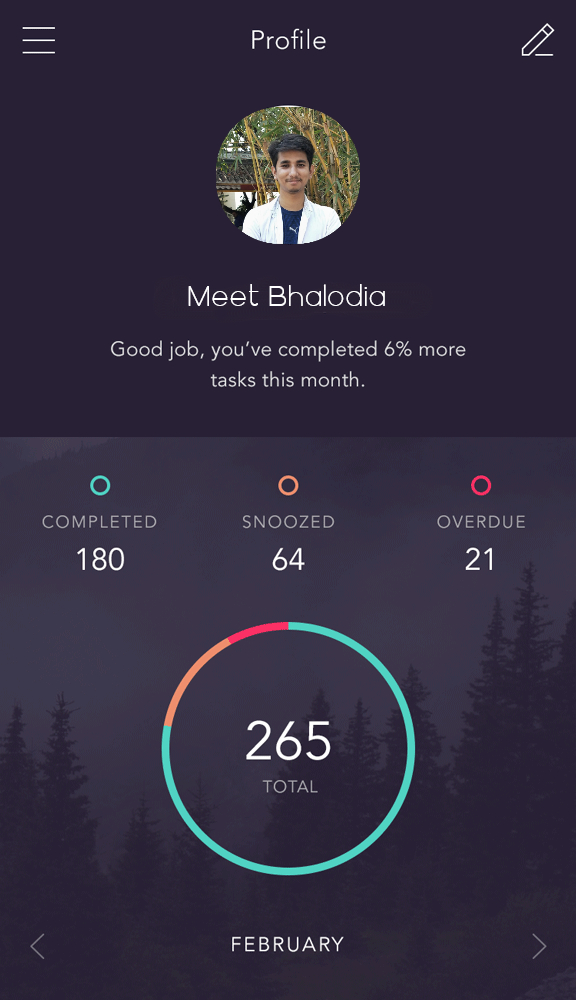 Profile
Meet Bhalodia
Good job, you’ve completed 6% more
tasks this month.
COMPLETED
180
SNOOZED
64
OVERDUE
21
265
TOTAL
FEBRUARY